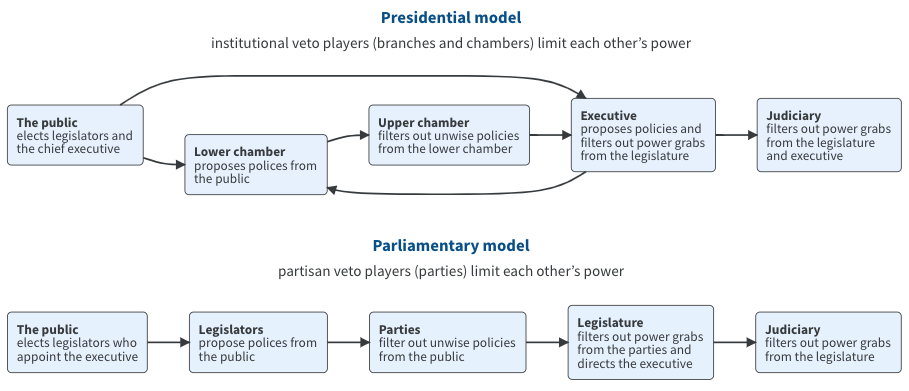 Presidential model
institutional veto players (branches and chambers) limit each other’s power
The public
elects legislators and
the chief executive
Lower chamber
proposes polices from
the public
Upper chamber
filters out unwise policies
from the lower chamber
Executive
proposes policies and
filters out power grabs
from the legislature
Judiciary
filters out power grabs
from the legislature
and executive
Parliamentary model
partisan veto players (parties) limit each other’s power
The public
elects legislators who
appoint the executive
Legislators
propose polices from
the public
Parties
filter out unwise policies
from the public
Legislature
filters out power grabs
from the parties and
directs the executive
Judiciary
filters out power grabs
from the legislature